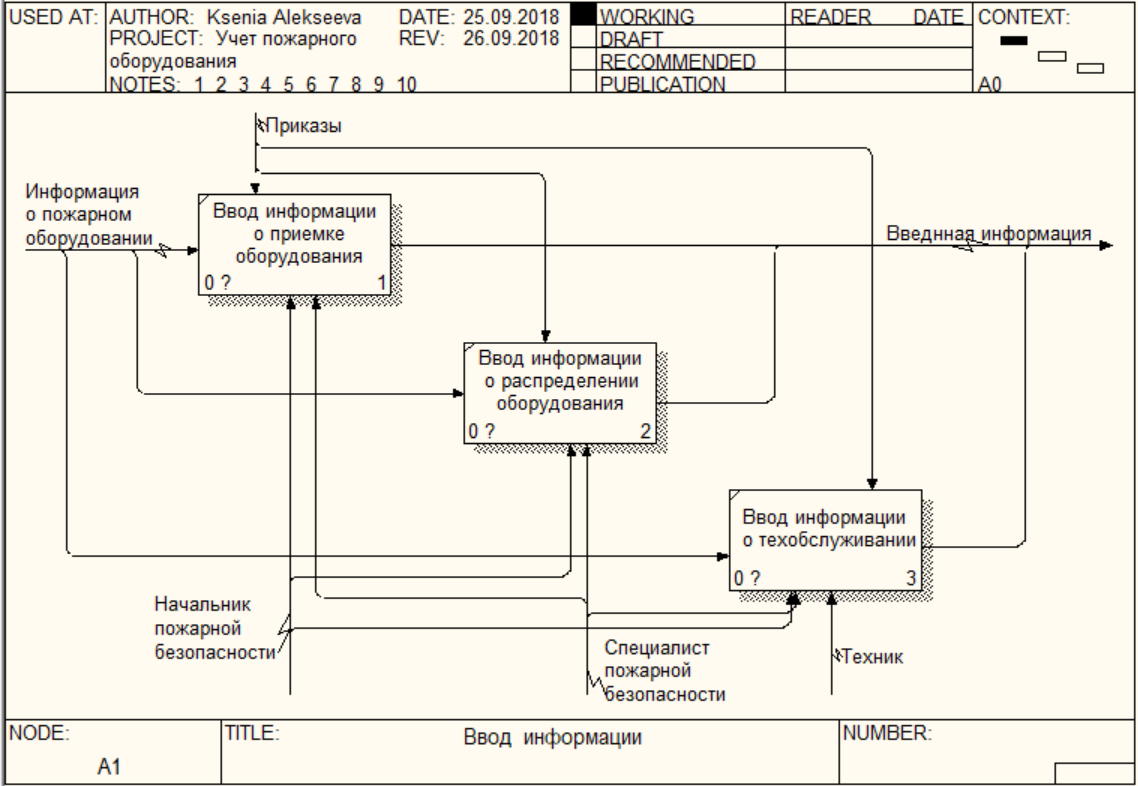 USED AT:
AUTHOR: Ksenia Alekseeva
DATE: 25.09.2018
PROJECT: Учет пожарного
REV: 26.09.2018
оборудования
NOTES: 1 2 3 4 5 6 7 8 9 10
WORKING
DRAFT
RECOMMENDED
PUBLICATION
READER DATE
CONTEXT:
A0
Приказы
Информация
о пожарном
оборудовании
Ввод информации
о приемке
оборудования
0 ? 1
Введнная информация
Ввод информации
о распределении
оборудования
0 ? 2
Ввод информации
о техобслуживании
0 ? 3
Начальник
пожарной
безопасности
Специалист
пожарной
безопасности
Техник
NODE:
A1
TITLE:
Ввод информации
NUMBER: